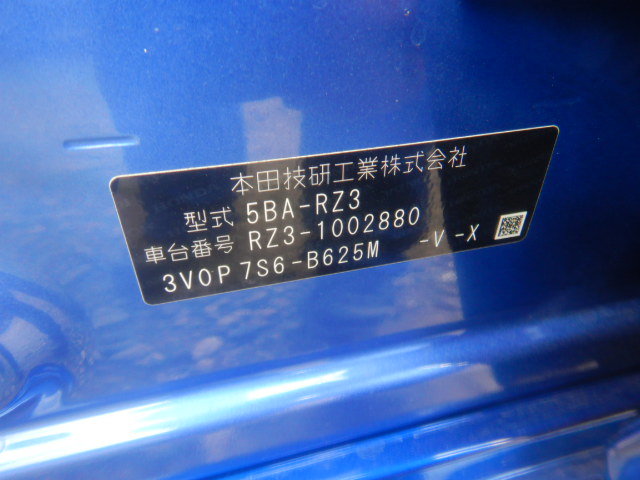 本田技研工業株式会社
型式 5BA-RZ3
車台番号 RZ3-1002880
3V0P 7S6-B625M -V -X